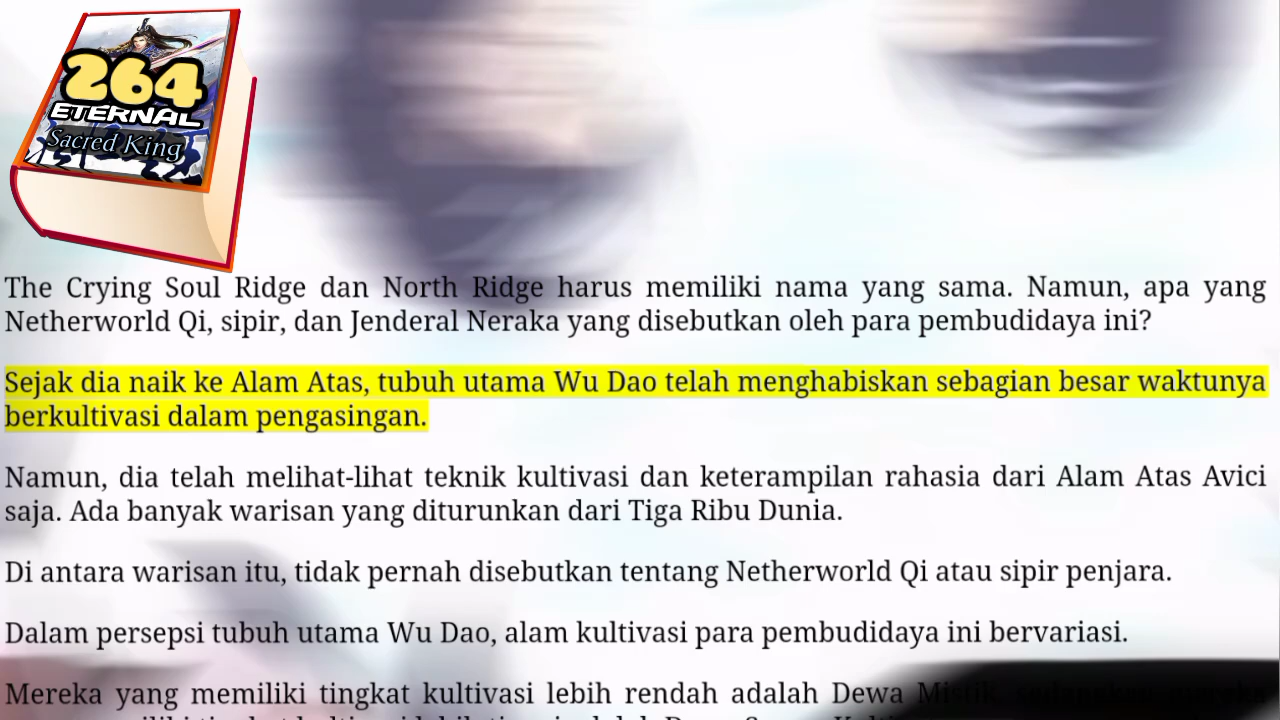 264
ETERNAL
Sacred King
The Crying Soul Ridge dan North Ridge harus memiliki nama yang sama. Namun, apa yang
Netherworld Qi, sipir, dan Jenderal Neraka yang disebutkan oleh para pembudidaya ini?
Sejak dia naik ke Alam Atas, tubuh utama Wu Dao telah menghabiskan sebagian besar waktunya
berkultivasi dalam pengasingan.
Namun, dia telah melihat-lihat teknik kultivasi dan keterampilan rahasia dari Alam Atas Avici
saja. Ada banyak warisan yang diturunkan dari Tiga Ribu Dunia.
Di antara warisan itu, tidak pernah disebutkan tentang Netherworld Qi atau sipir penjara.
Dalam persepsi tubuh utama Wu Dao, alam kultivasi para pembudidaya ini bervariasi.
Mereka yang memiliki tingkat kultivasi lebih rendah adalah Dewa Mistik, sedangkan mereka